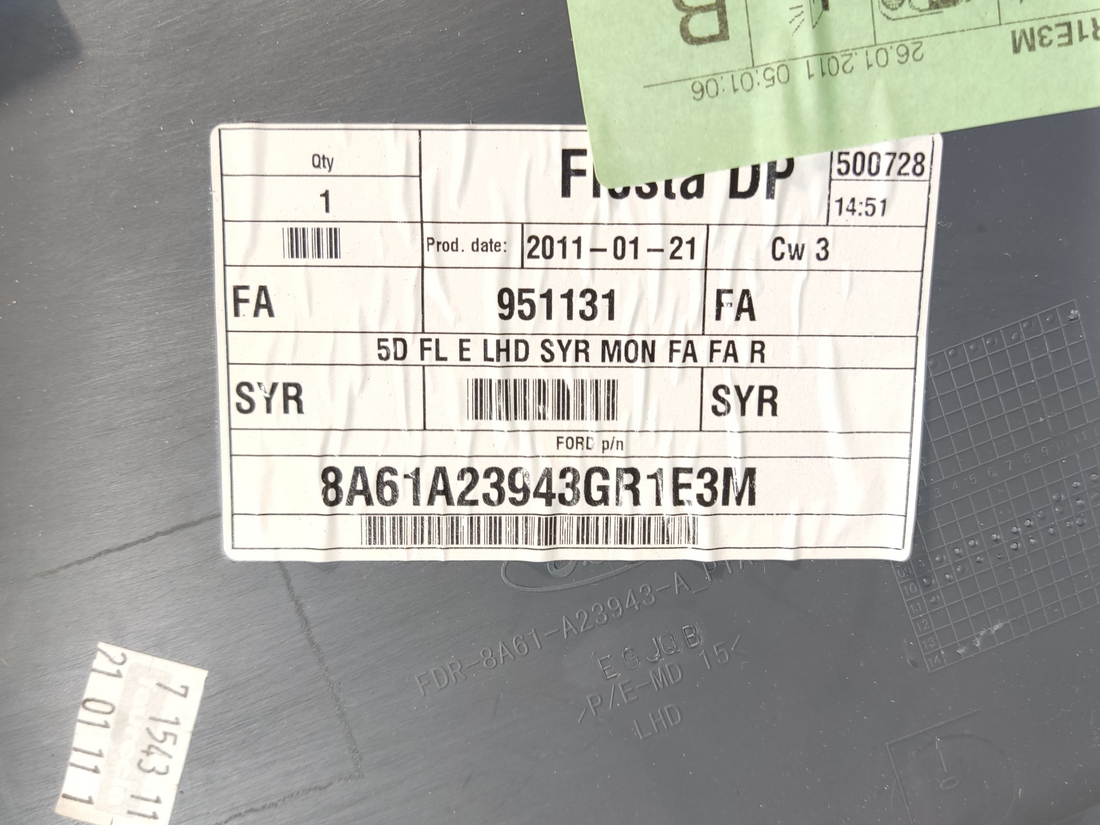 B
26.01.2011 05:01:06
R1E3M
Qty
1
Fiesta DP
500728
14:51
Prod. date:
2011-01-21
Cw 3
FA
951131
FA
5D FL E LHD SYR MON FA FA R
SYR
SYR
FORD p/n
8A61A23943GR1E3M
FDR-8A61-A23943-A
E G JQ B
>P/E-MD 15<
LHD
7 1543 11
21 01 11 1